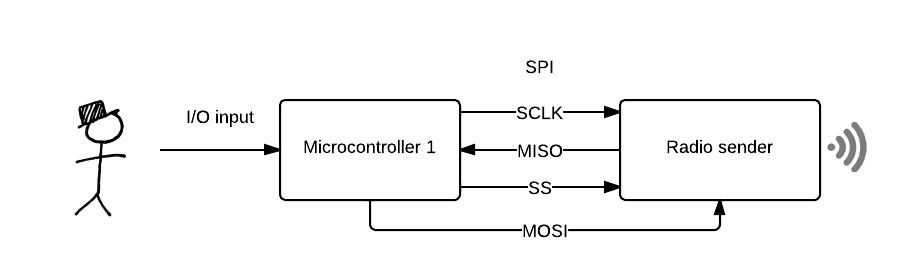 SPI
I/O input
SCLK
Microcontroller 1
MISO
Radio sender
SS
MOSI